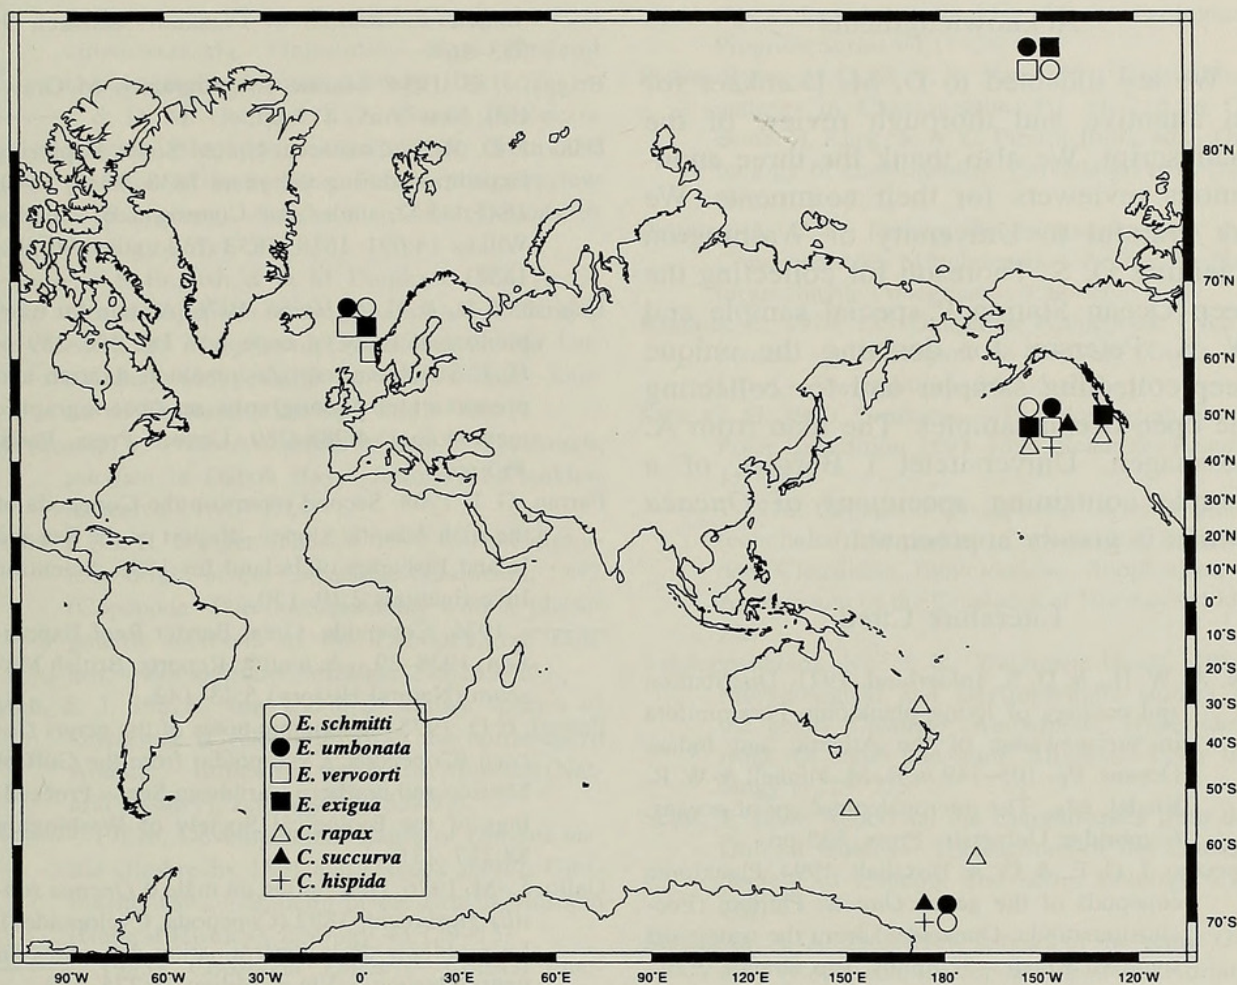 80°N
70°N
60°N
50°N
40°N
30°N
20°N
10°N
0°
10°S
20°S
30°S
40°S
50°S
60°S
70°S
E. schmitti
E. umbonata
E. vervoorti
E. exigua
C. rapax
C. succurva
C. hispida
90°W 60°W 30°W 0° 30°E 60°E 90°E 120°E 150°E 180° 150°W 120°W